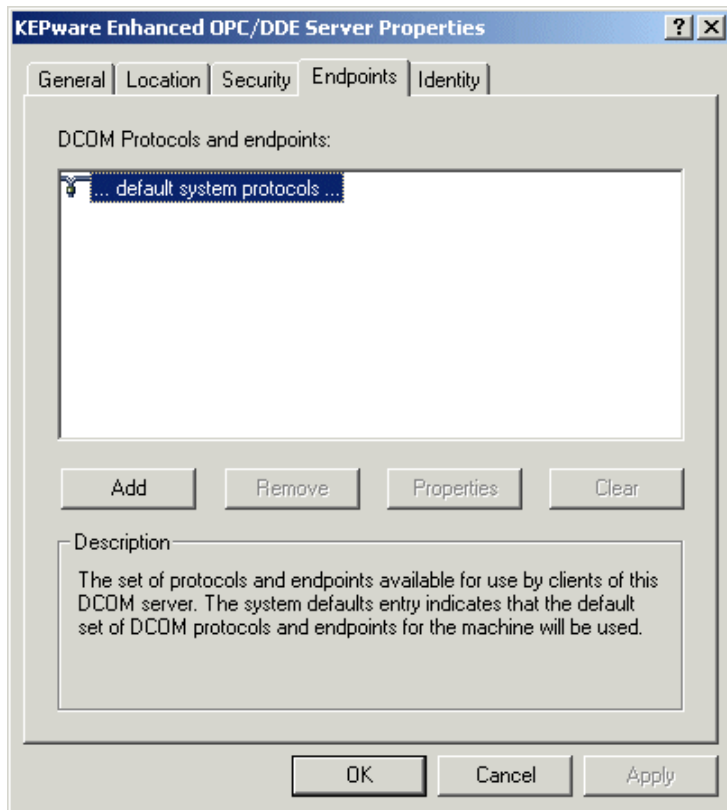 KEPware Enhanced OPC/DDE Server Properties
General Location Security Endpoints Identity
DCOM Protocols and endpoints:
... default system protocols ...
Add Remove Properties Clear
Description
The set of protocols and endpoints available for use by clients of this
DCOM server. The system defaults entry indicates that the default
set of DCOM protocols and endpoints for the machine will be used.
OK Cancel Apply